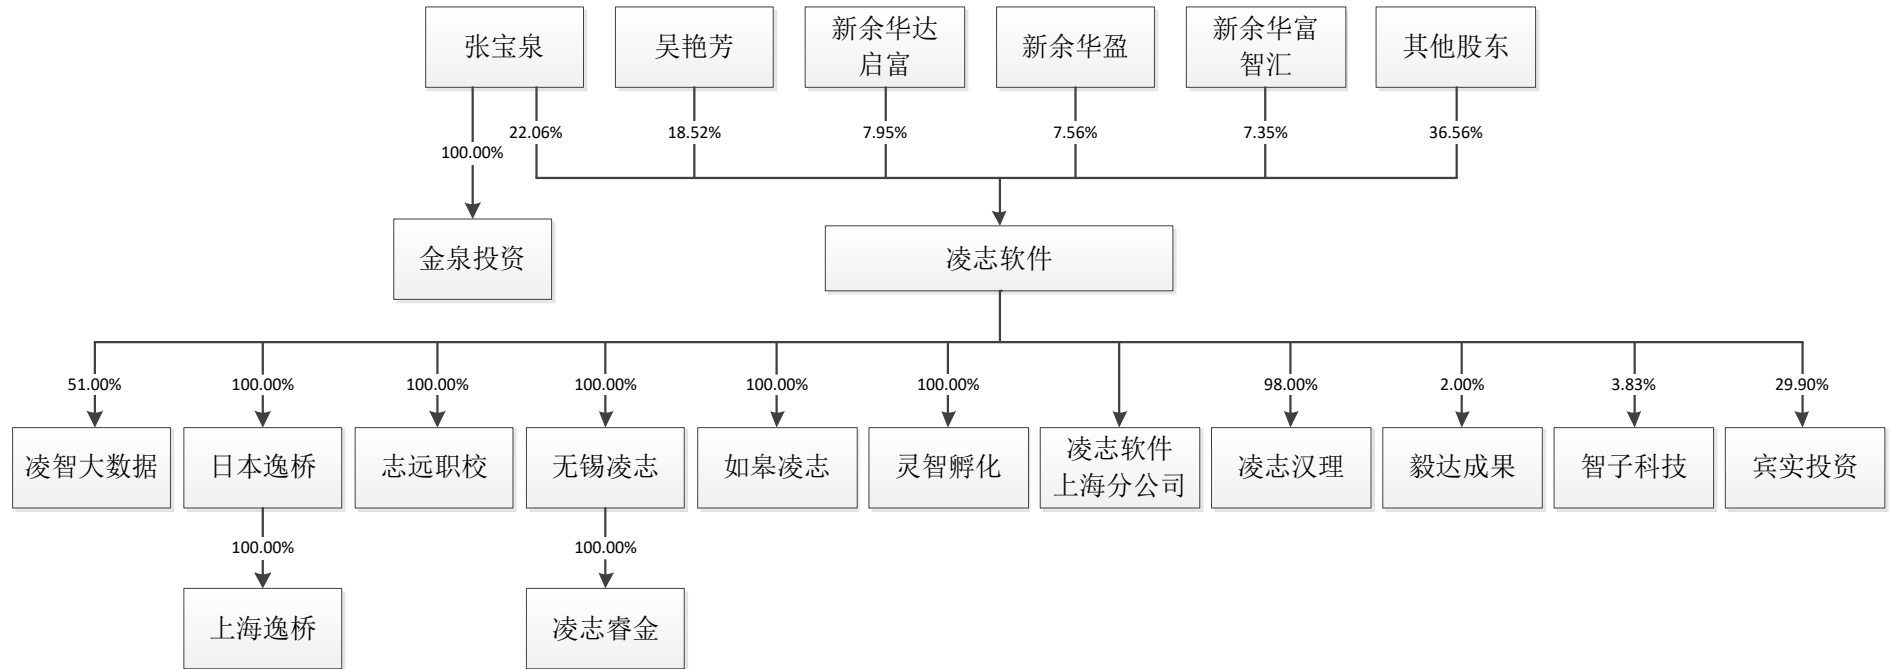 张宝泉
吴艳芳
新余华达
启富
新余华盈
新余华富
智汇
其他股东
22.06%
18.52%
7.95%
7.56%
7.35%
36.56%
100.00%
金泉投资
凌志软件
51.00%
100.00%
100.00%
100.00%
100.00%
100.00%
98.00%
2.00%
3.83%
29.90%
凌智大数据
日本逸桥
志远职校
无锡凌志
如皋凌志
灵智孵化
凌志软件
上海分公司
凌志汉理
毅达成果
智子科技
宾实投资
100.00%
100.00%
上海逸桥
凌志睿金